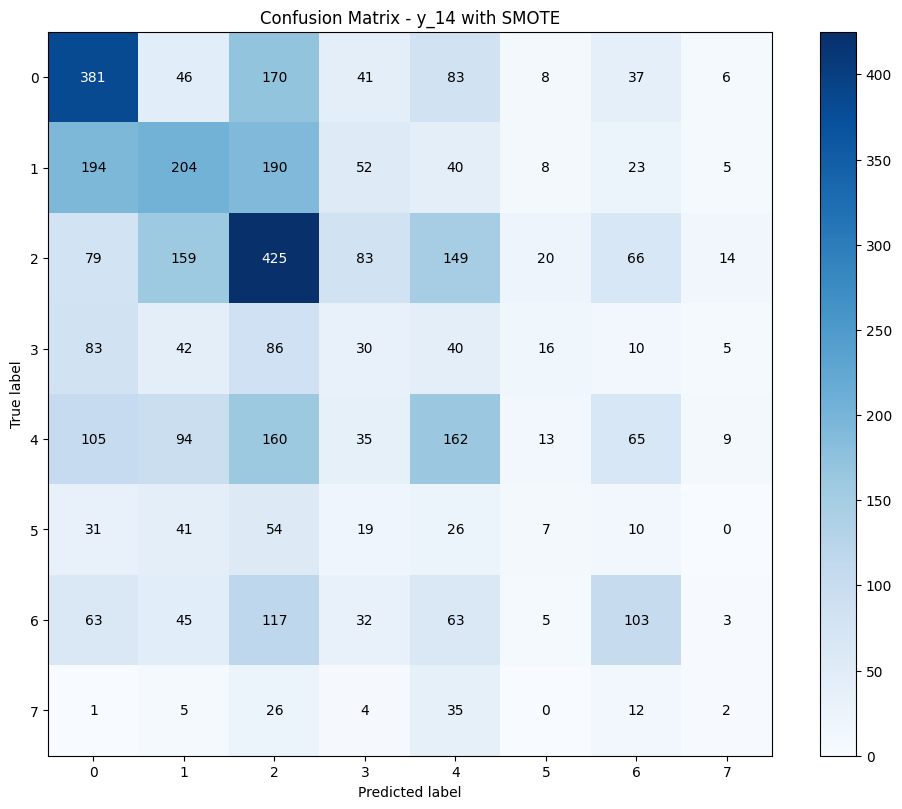 Confusion Matrix - y_14 with SMOTE
0 381 46 170 41 83 8 37 6
1 194 204 190 52 40 8 23 5
2 79 159 425 83 149 20 66 14
3 83 42 86 30 40 16 10 5
4 105 94 160 35 162 13 65 9
5 31 41 54 19 26 7 10 0
6 63 45 117 32 63 5 103 3
7 1 5 26 4 35 0 12 2
0 1 2 3 4 5 6 7
Predicted label
True label
400
350
300
250
200
150
100
50
0